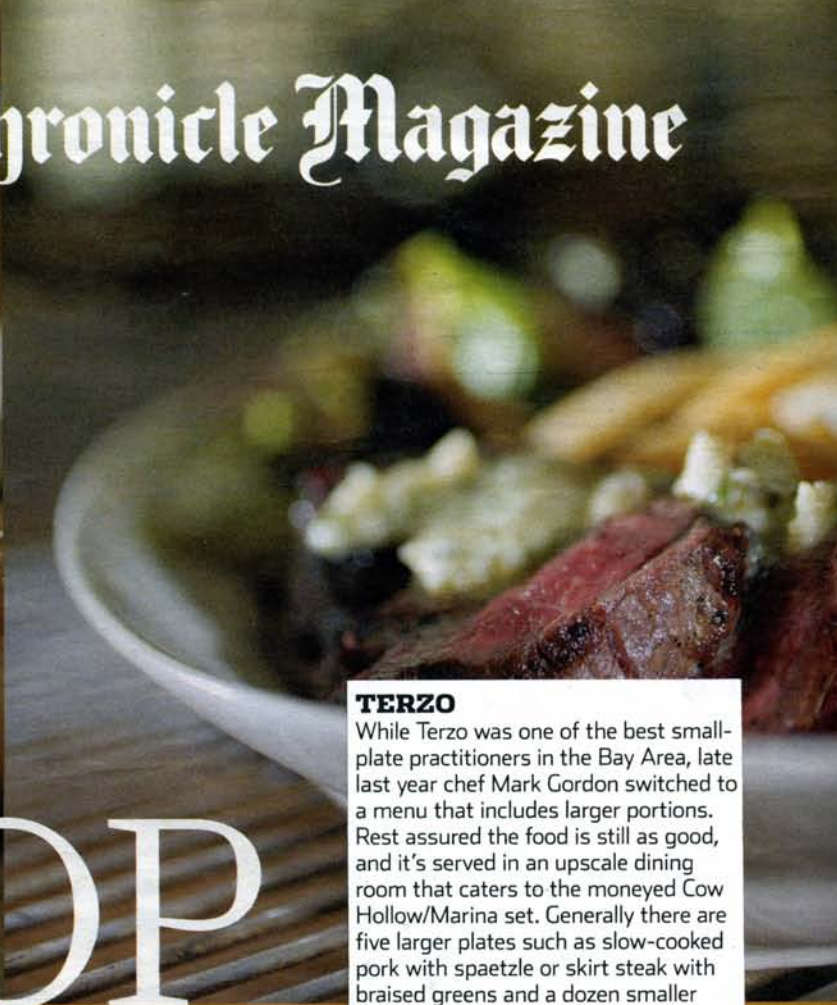 hronicle Magazine
TERZO
While Terzo was one of the best small-
plate practitioners in the Bay Area, late
last year chef Mark Gordon switched to
a menu that includes larger portions.
Rest assured the food is still as good,
and it's served in an upscale dining
room that caters to the moneyed Cow
Hollow/Marina set. Generally there are
five larger plates such as slow-cooked
pork with spaetzle or skirt steak with
braised greens and a dozen smaller
OP